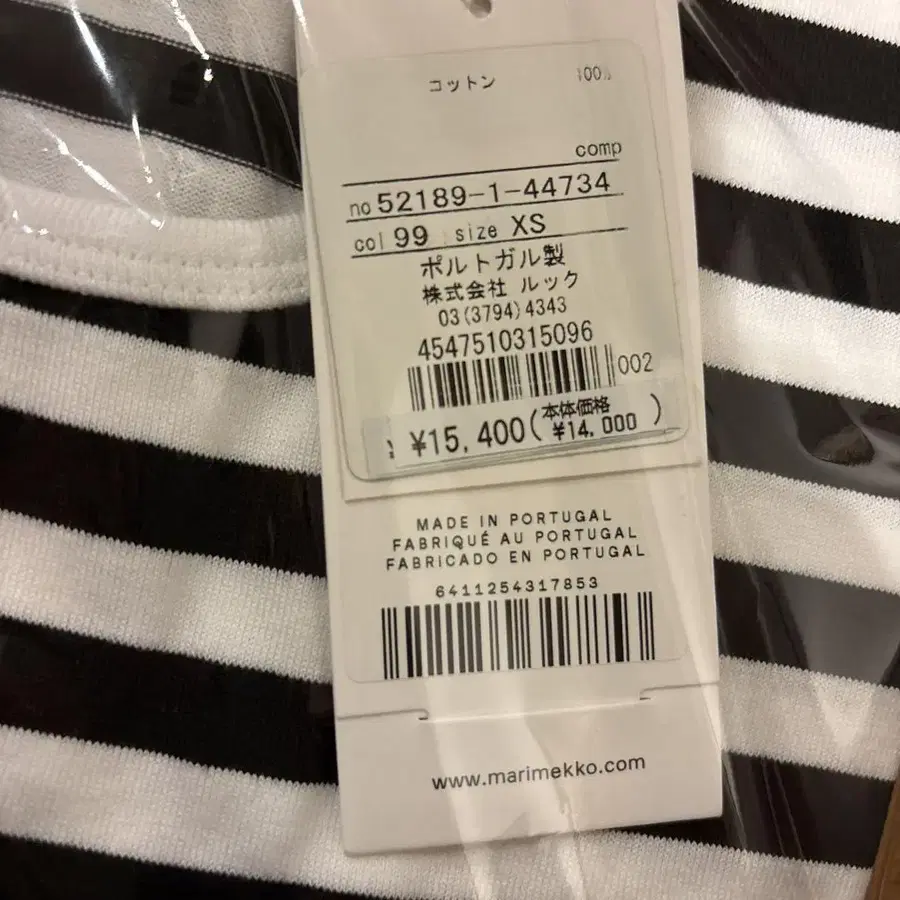 コットン 100%
comp
no 52189-1-44734
col 99 size XS
ポルトガル製
株式会社 ルック
03(3794)4343
4547510315096
002
¥15,400(本体価格 ¥14,000)
MADE IN PORTUGAL
FABRIQUÉ AU PORTUGAL
FABRICADO EN PORTUGAL
6411254317853
www.marimekko.com